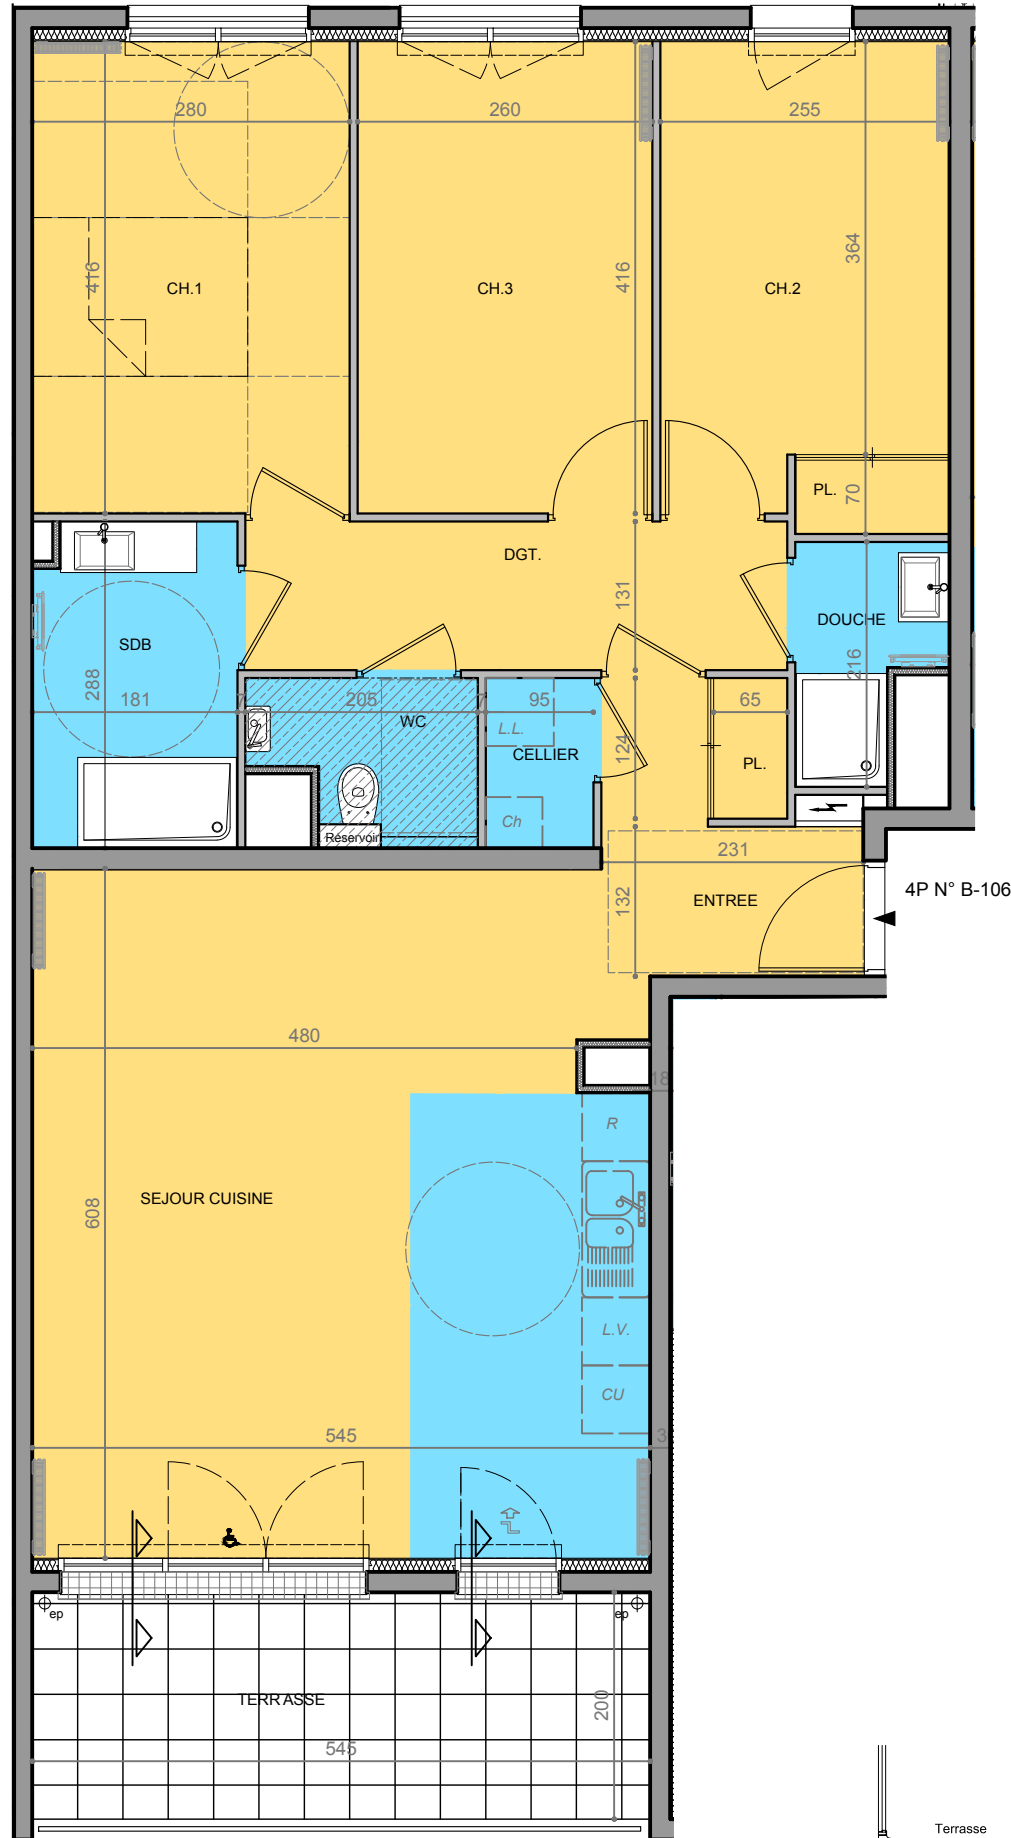 280
260
255
416
CH.1
CH.3
416
CH.2
364
PL.
70
DGT.
131
SDB
DOUCHE
216
288
181
7
205
WC
7
95
L.L.
CELLIER
124
65
PL.
Ch
Réservoir
231
132
ENTREE
4P N° B-106
480
18
R
SEJOUR CUISINE
608
L.V.
CU
545
3
ep
ep
TERRASSE
200
545
Terrasse